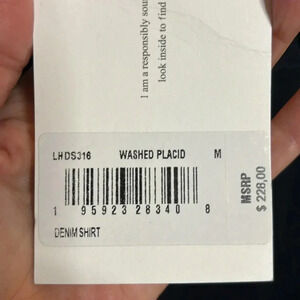 I am a responsibly sou
look inside to find
LHDS316 WASHED PLACID M
1 95923 28340 8
DENIM SHIRT
MSRP
$ 228,00